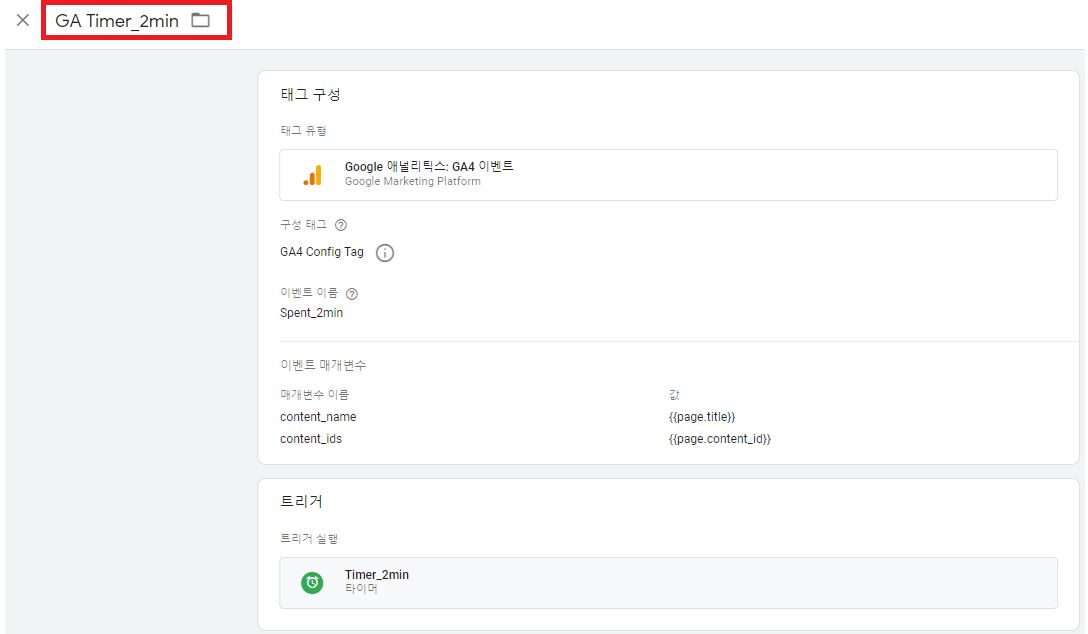 GA Timer_2min
태그 구성
태그 유형
Google 애널리틱스: GA4 이벤트
Google Marketing Platform
구성 태그
GA4 Config Tag
이벤트 이름
Spent_2min
이벤트 매개변수
매개변수 이름 값
content_name {{page.title}}
content_ids {{page.content_id}}
트리거
트리거 실행
Timer_2min
타이머